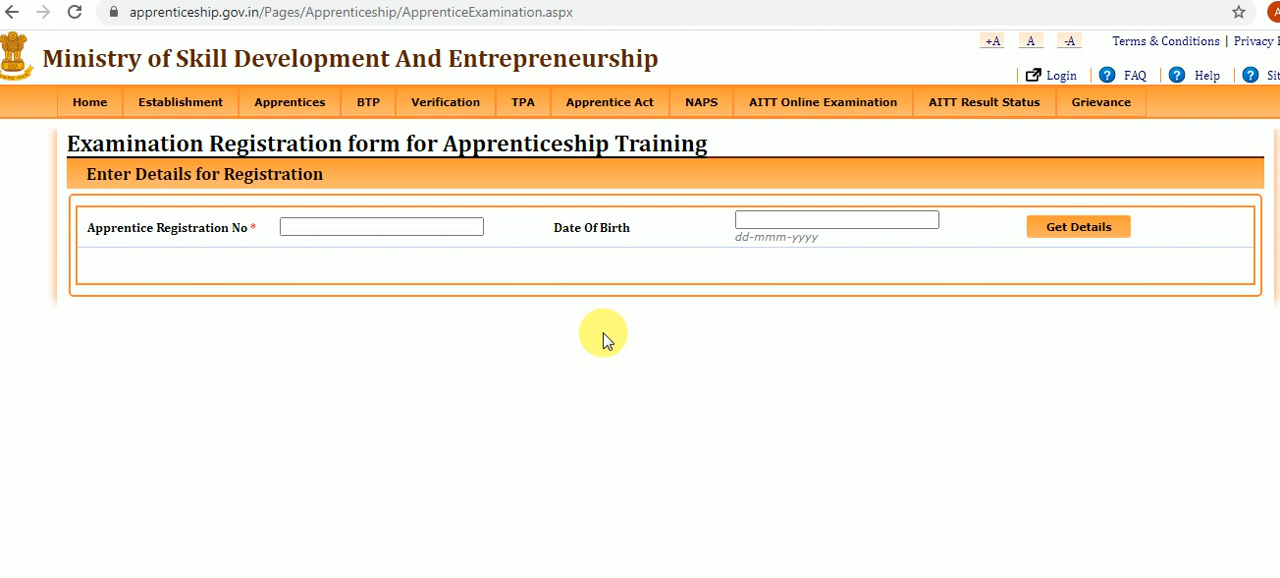 apprenticeship.gov.in/Pages/Apprenticeship/ApprenticeExamination.aspx
Ministry of Skill Development And Entrepreneurship
+A A -A Terms & Conditions | Privacy
Login FAQ Help
Home Establishment Apprentices BTP Verification TPA Apprentice Act NAPS AITT Online Examination AITT Result Status Grievance
Examination Registration form for Apprenticeship Training
Enter Details for Registration
Apprentice Registration No * Date Of Birth Get Details
dd-mmm-yyyy